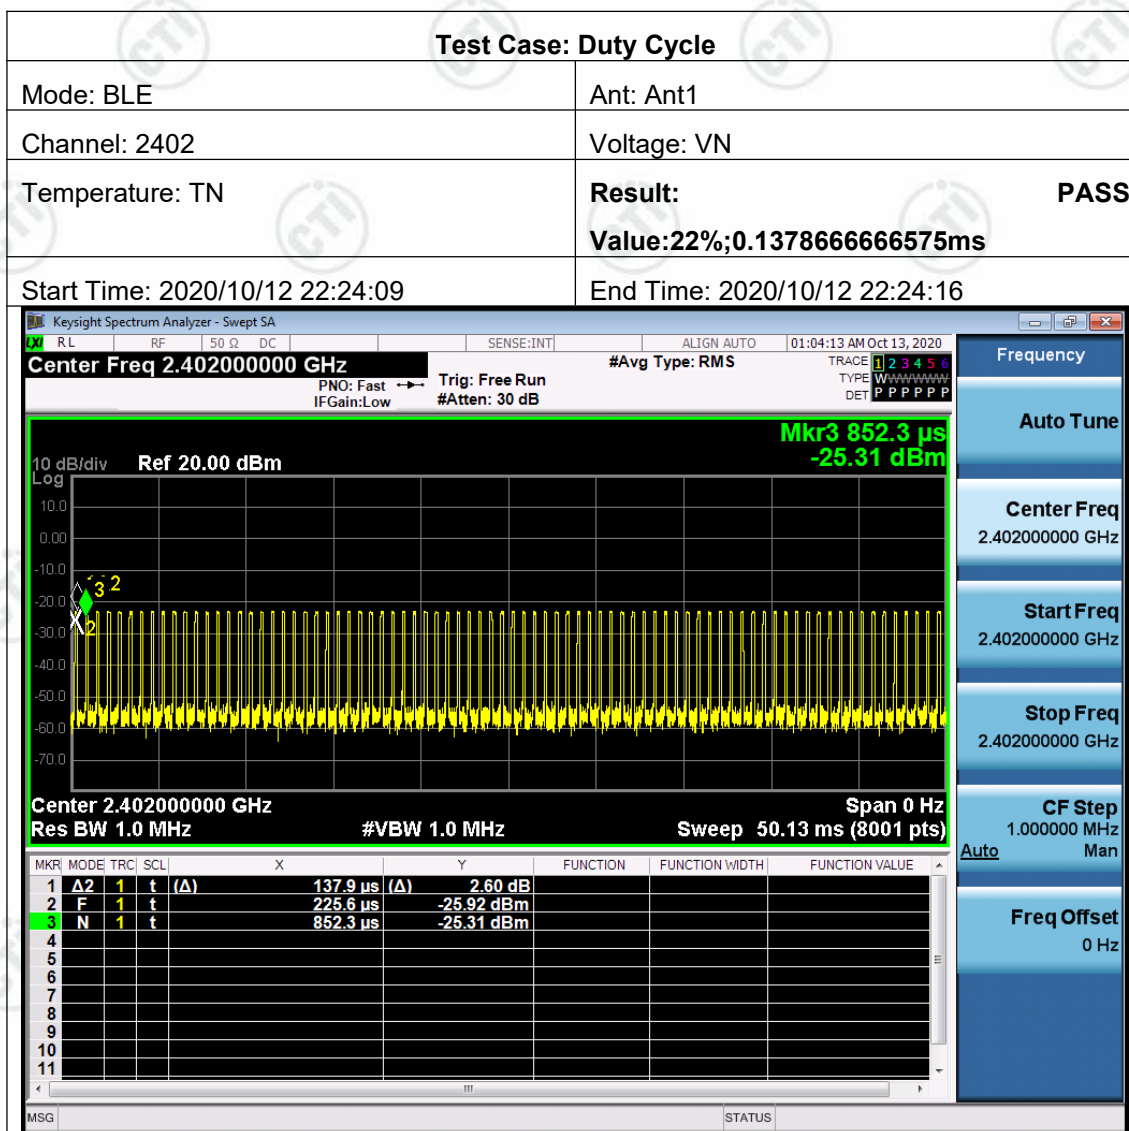 Test Case: Duty Cycle
Mode: BLE
Ant: Ant1
Channel: 2402
Voltage: VN
Temperature: TN
Result: PASS
Value:22%;0.1378666666575ms
Start Time: 2020/10/12 22:24:09
End Time: 2020/10/12 22:24:16
Keysight Spectrum Analyzer - Swept SA
LXI RL RF 50 Ω DC SENSE:INT ALIGN AUTO 01:04:13 AM Oct 13, 2020
Center Freq 2.402000000 GHz
PNO: Fast
IFGain:Low
Trig: Free Run
#Atten: 30 dB
#Avg Type: RMS
TRACE 1 2 3 4 5 6
TYPE WWWWWW
DET P P P P P P
Mkr3 852.3 µs
-25.31 dBm
10 dB/div Ref 20.00 dBm
Log
10.0
0.00
-10.0
-20.0
-30.0
-40.0
-50.0
-60.0
-70.0
3
2
2
Center 2.402000000 GHz Span 0 Hz
Res BW 1.0 MHz #VBW 1.0 MHz Sweep 50.13 ms (8001 pts)
MKR MODE TRC SCL X Y FUNCTION FUNCTION WIDTH FUNCTION VALUE
1 Δ2 1 t (Δ) 137.9 µs (Δ) 2.60 dB
2 F 1 t 225.6 µs -25.92 dBm
3 N 1 t 852.3 µs -25.31 dBm
4
5
6
7
8
9
10
11
MSG STATUS
Frequency
Auto Tune
Center Freq
2.402000000 GHz
Start Freq
2.402000000 GHz
Stop Freq
2.402000000 GHz
CF Step
1.000000 MHz
Auto Man
Freq Offset
0 Hz
CTI